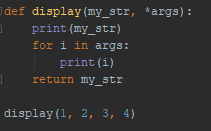 def display(my_str, *args):
    print(my_str)
    for i in args:
        print(i)
    return my_str

display(1, 2, 3, 4)